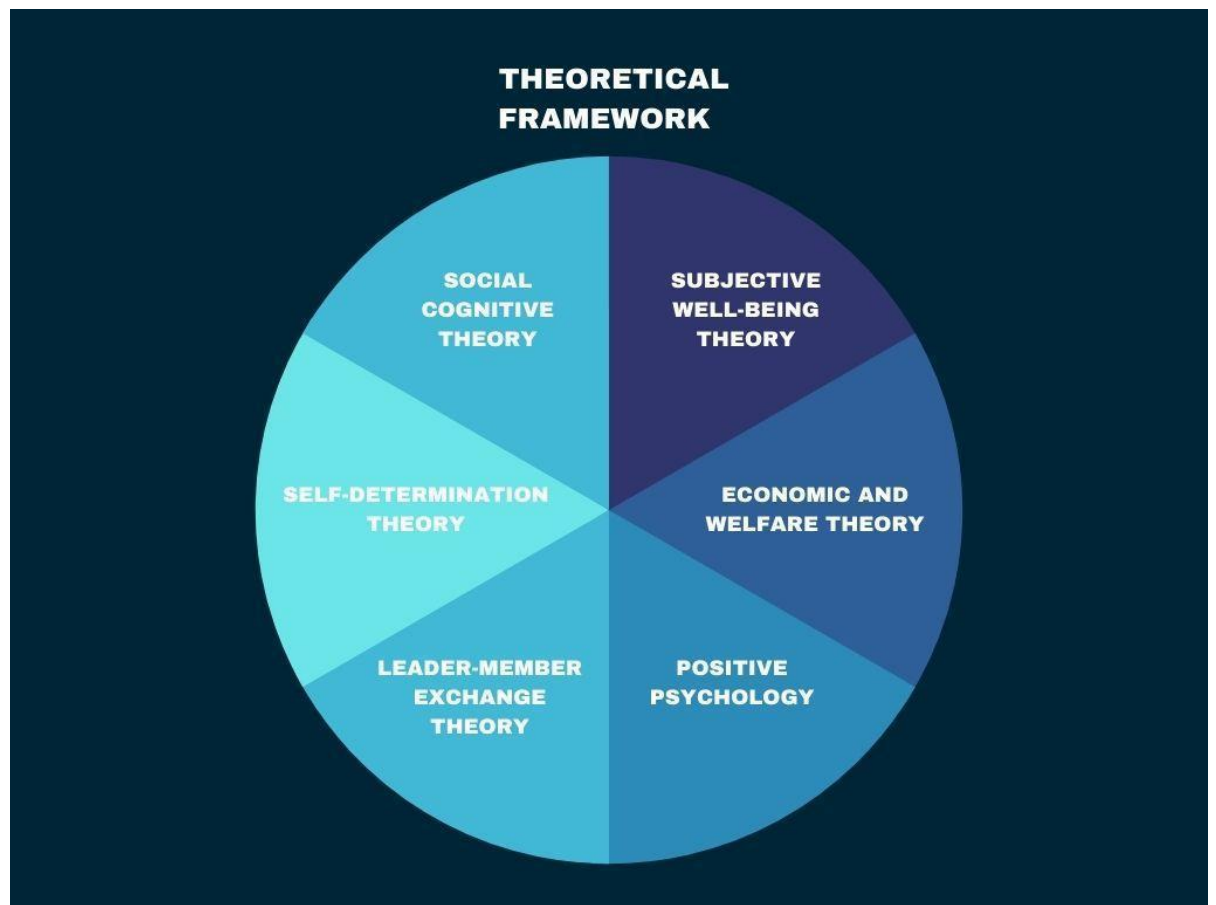 THEORETICAL
FRAMEWORK
SOCIAL
COGNITIVE
THEORY
SUBJECTIVE
WELL-BEING
THEORY
SELF-DETERMINATION
THEORY
ECONOMIC AND
WELFARE THEORY
LEADER-MEMBER
EXCHANGE
THEORY
POSITIVE
PSYCHOLOGY